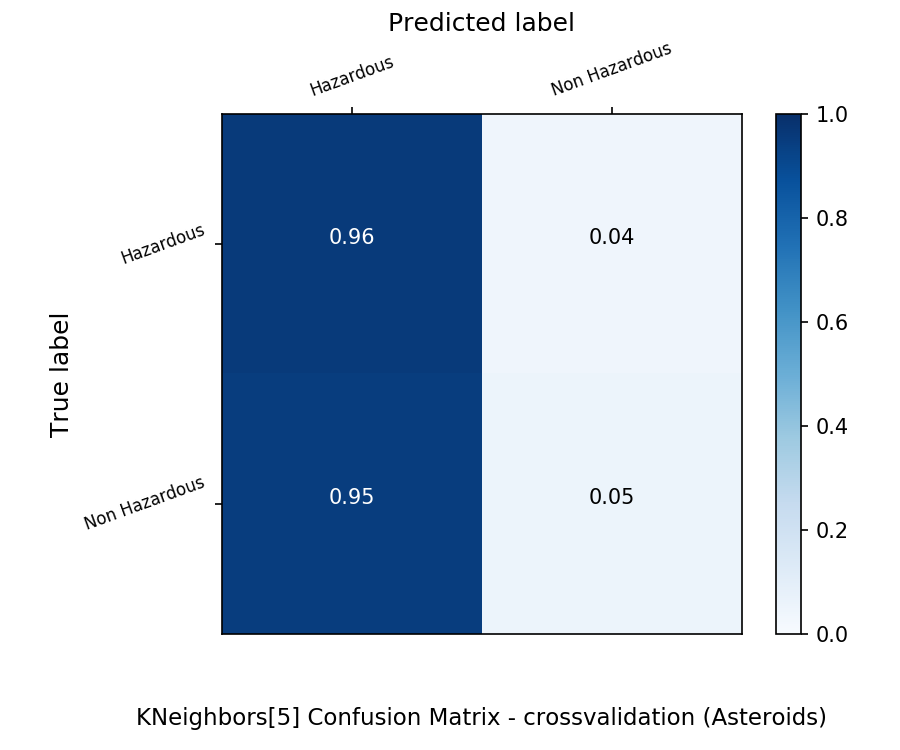 Predicted label
Hazardous
Non Hazardous
1.0
0.8
0.6
0.4
0.2
0.0
True label
Hazardous
0.96
0.04
Non Hazardous
0.95
0.05
KNeighbors[5] Confusion Matrix - crossvalidation (Asteroids)